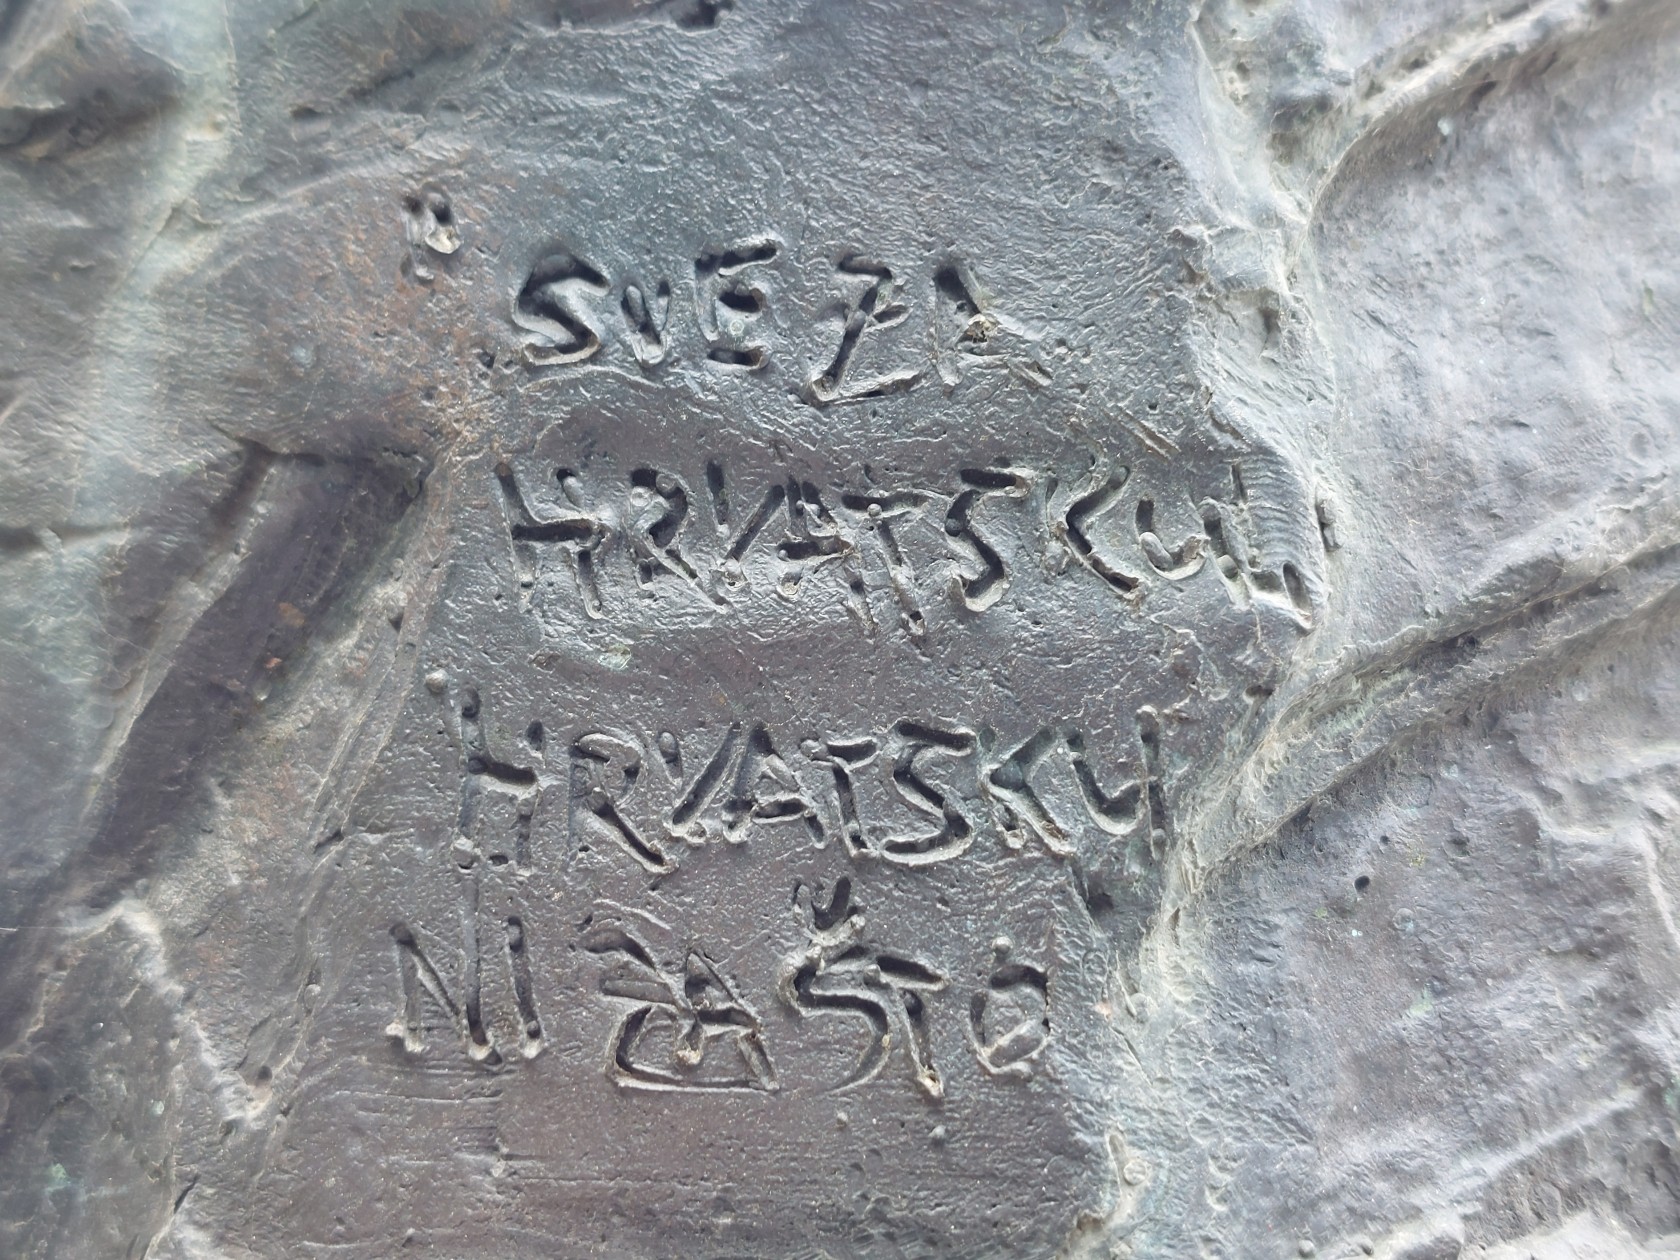 SVE ZA
HRVATSKU
HRVATSKU
NI ZA ŠTO